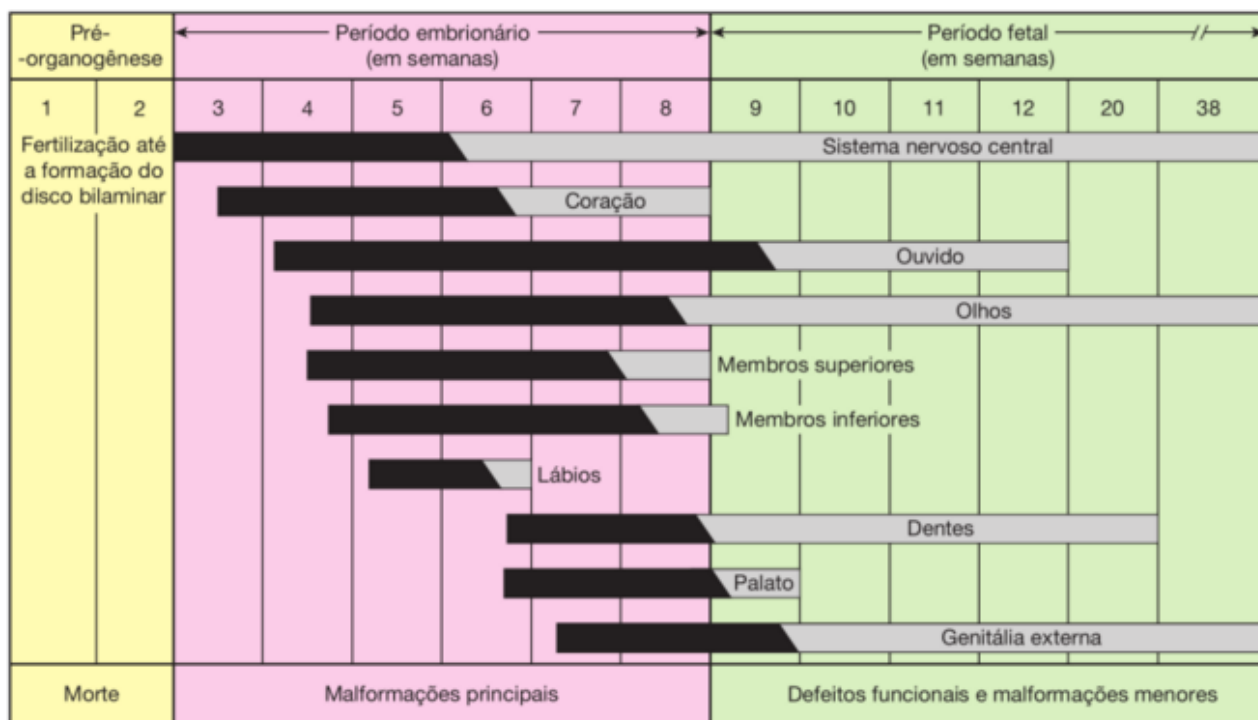 Pré-
-organogênese
Período embrionário
(em semanas)
Período fetal
(em semanas)
//
1 2 3 4 5 6 7 8 9 10 11 12 20 38
Fertilização até
a formação do
disco bilaminar
Sistema nervoso central
Coração
Ouvido
Olhos
Membros superiores
Membros inferiores
Lábios
Dentes
Palato
Genitália externa
Morte
Malformações principais
Defeitos funcionais e malformações menores